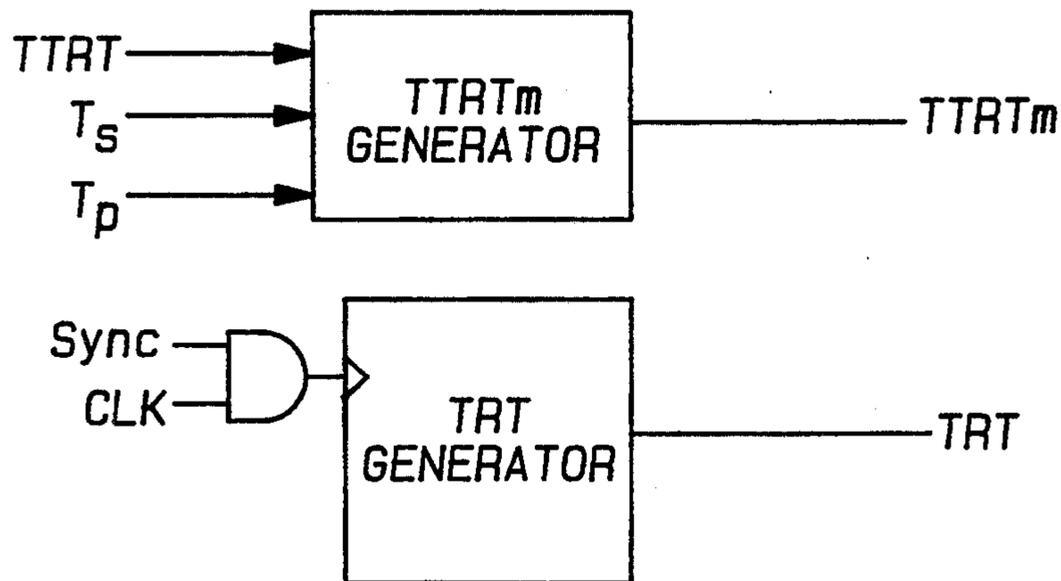 TTRT
Ts
Tp
TTRTm
GENERATOR
TTRTm
Sync
CLK
TRT
GENERATOR
TRT